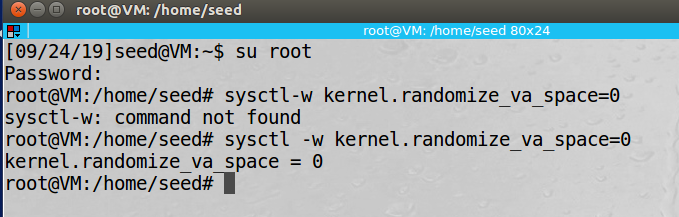 root@VM: /home/seed
root@VM: /home/seed 80x24
[09/24/19]seed@VM:~$ su root
Password:
root@VM:/home/seed# sysctl-w kernel.randomize_va_space=0
sysctl-w: command not found
root@VM:/home/seed# sysctl -w kernel.randomize_va_space=0
kernel.randomize_va_space = 0
root@VM:/home/seed#